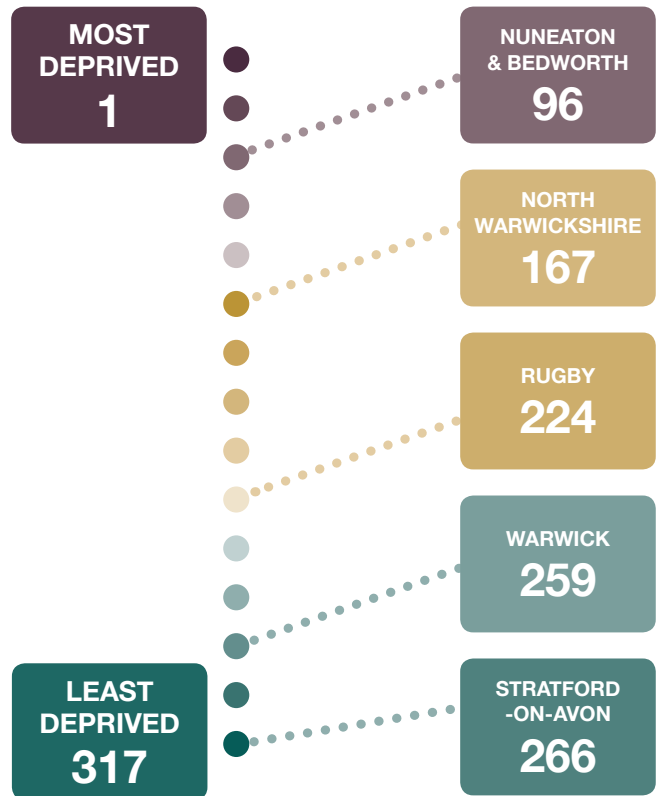 MOST
DEPRIVED
1
NUNEATON
& BEDWORTH
96
NORTH
WARWICKSHIRE
167
RUGBY
224
WARWICK
259
LEAST
DEPRIVED
317
STRATFORD
-ON-AVON
266